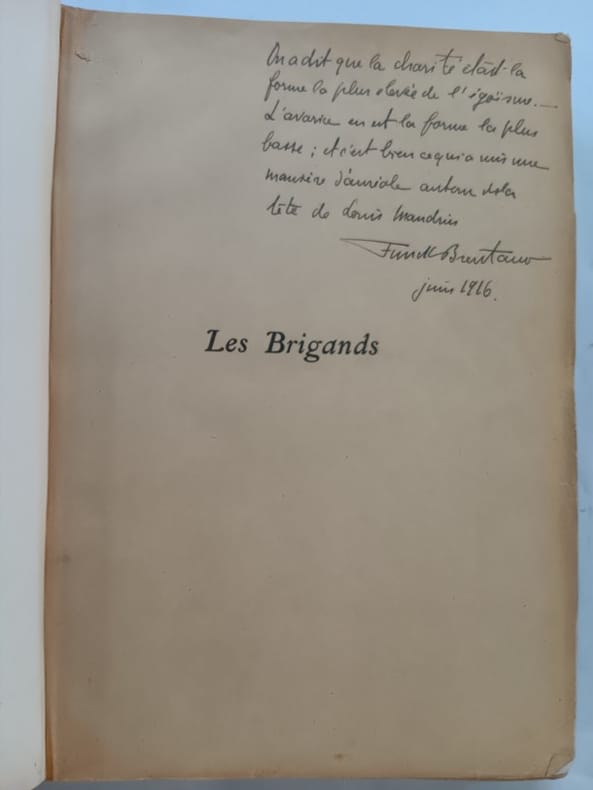 On a dit que la charité était la
forme la plus élevée de l'égoïsme. —
L'avarice en est la forme la plus
basse ; et c'est bien ce qui a mis une
manière d'auréole autour de la
tête de Louis Mandrin
Funck-Brentano
juin 1916.
Les Brigands